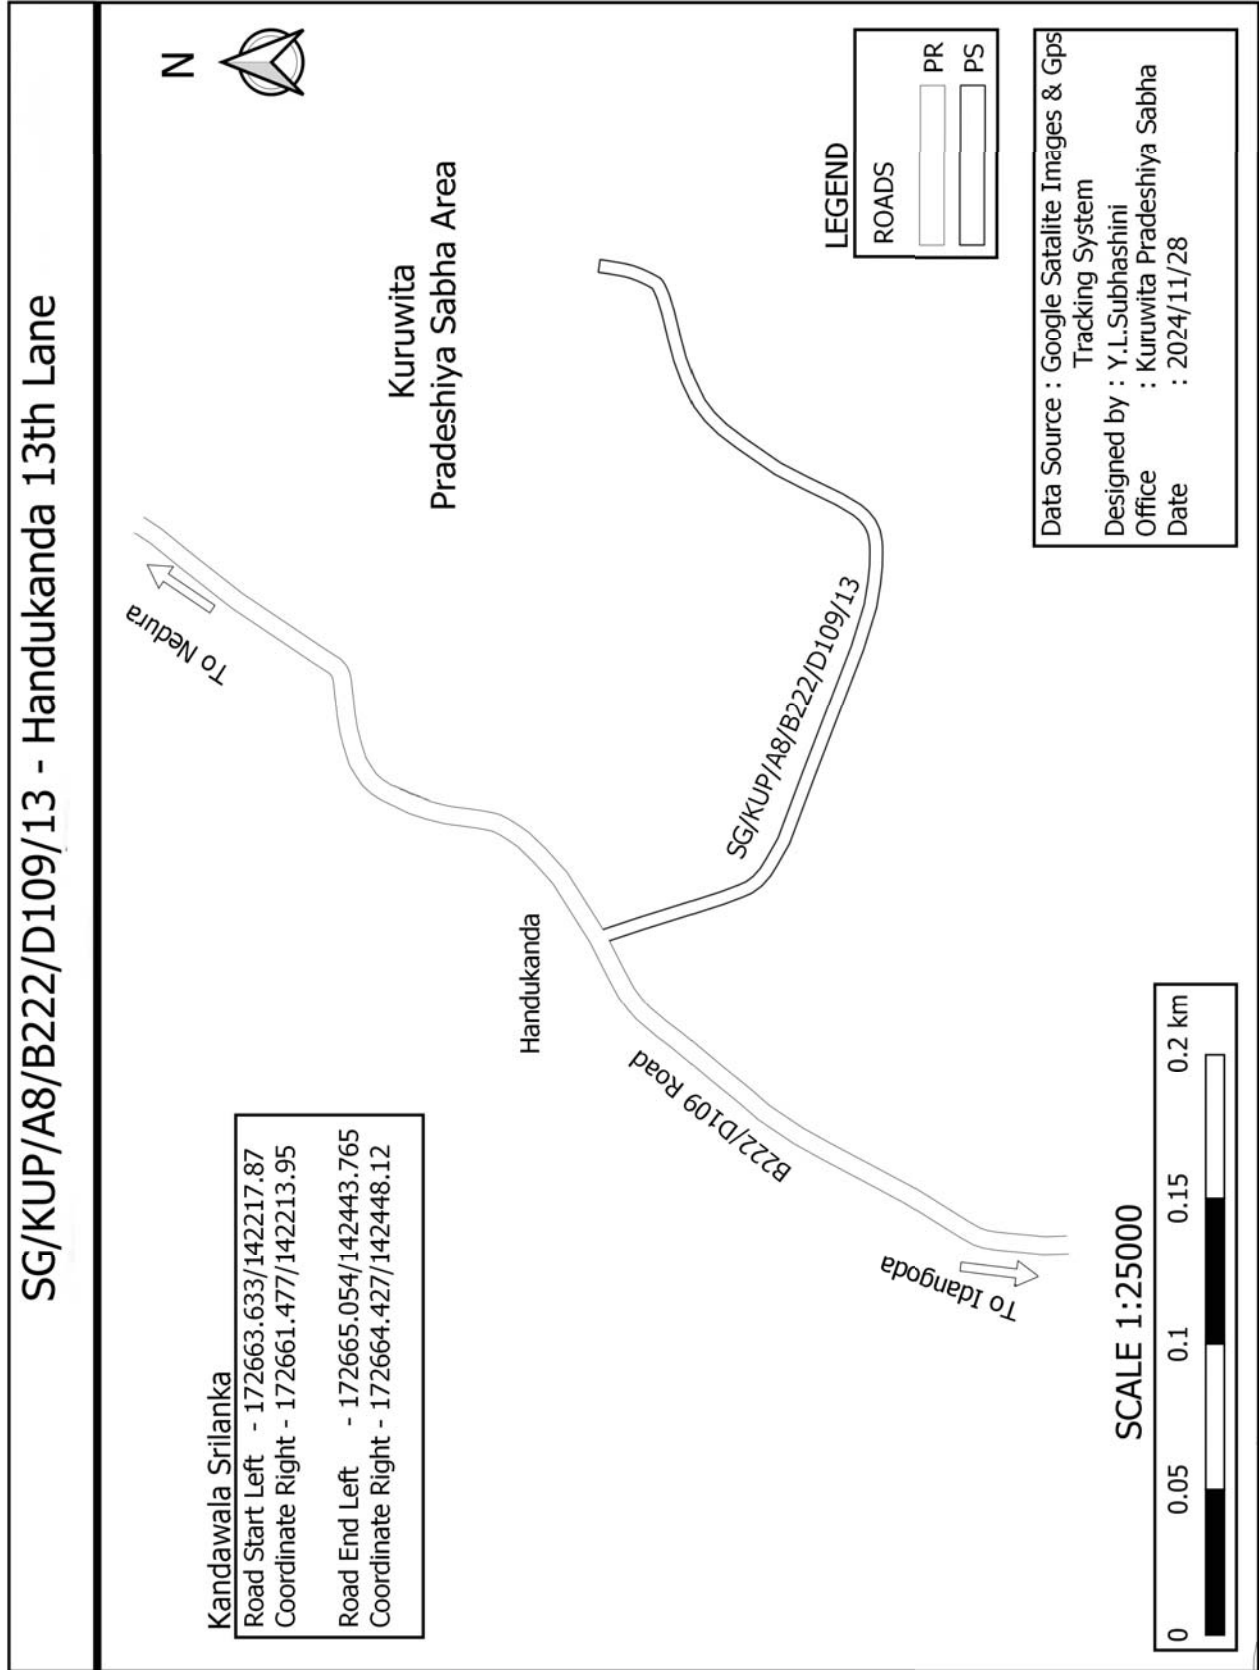 SG/KUP/A8/B222/D109/13 - Handukanda 13th Lane
N
Kandawala Srilanka
Road Start Left - 172663.633/142217.87
Coordinate Right - 172661.477/142213.95
Road End Left - 172665.054/142443.765
Coordinate Right - 172664.427/142448.12
To Nedura
Kuruwita
Pradeshiya Sabha Area
Handukanda
B222/D109 Road
SG/KUP/A8/B222/D109/13
To Idangoda
LEGEND
ROADS
PR
PS
SCALE 1:25000
0 0.05 0.1 0.15 0.2 km
Data Source : Google Satalite Images & Gps
Tracking System
Designed by : Y.L.Subhashini
Office : Kuruwita Pradeshiya Sabha
Date : 2024/11/28